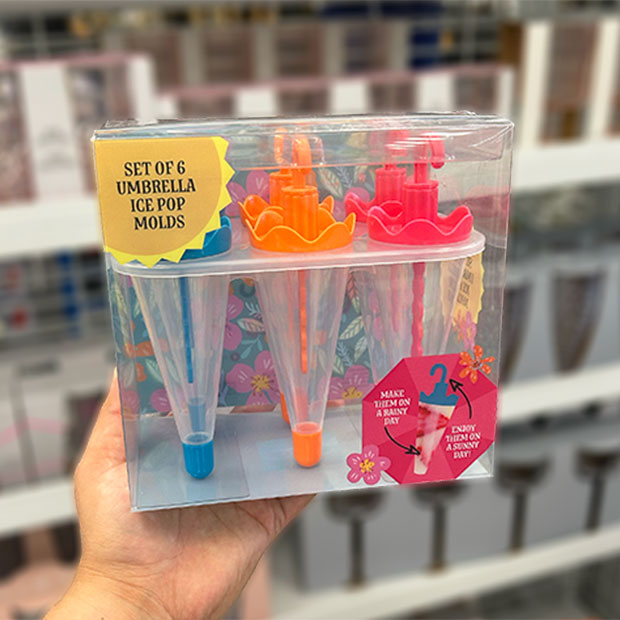 SET OF 6
UMBRELLA
ICE POP
MOLDS
MAKE
THEM ON
A RAINY
DAY
ENJOY
THEM ON
A SUNNY
DAY!